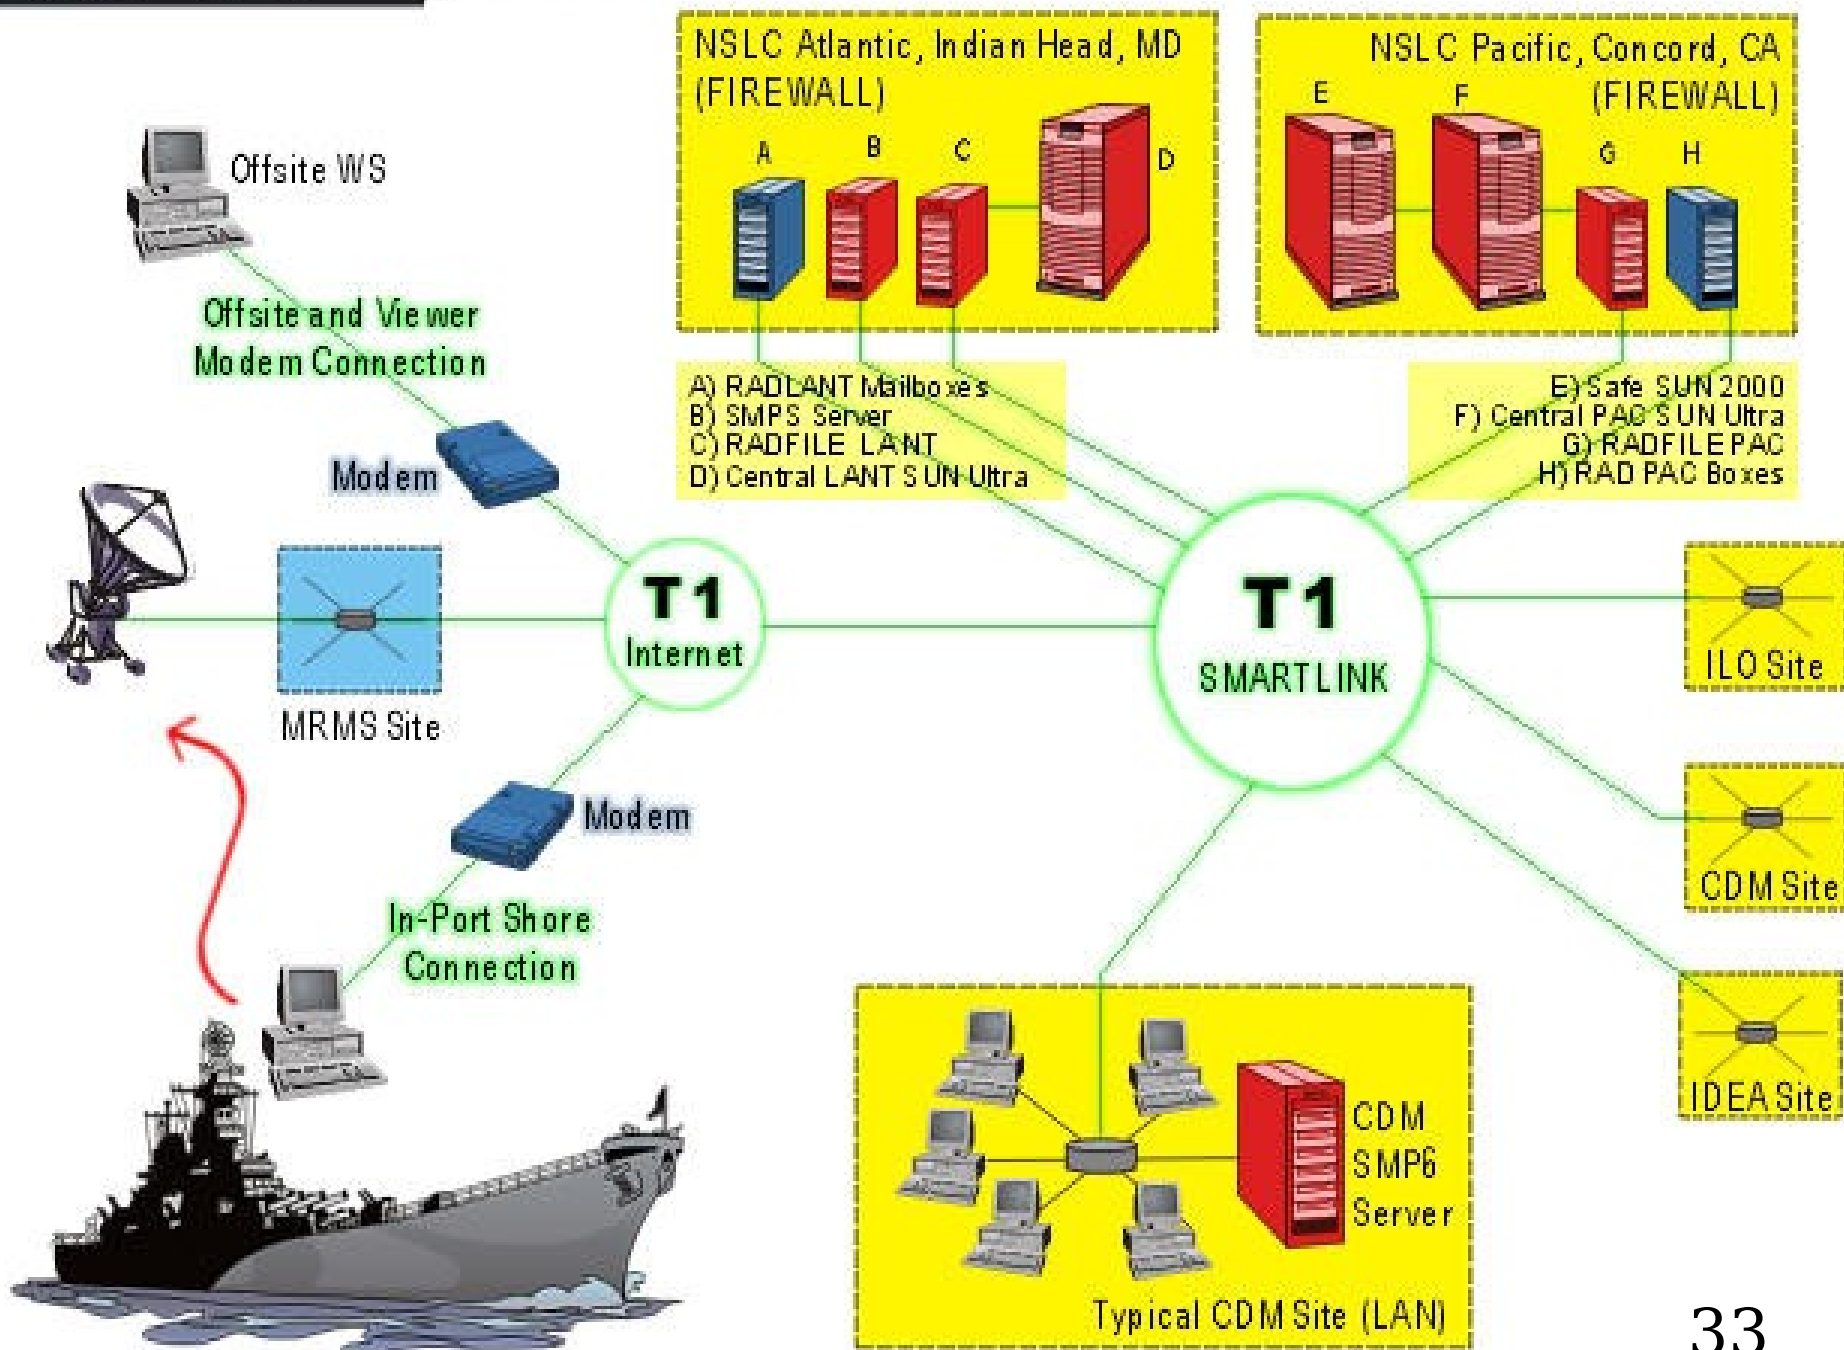 NSLC Atlantic, Indian Head, MD
(FIREWALL)
A
B
C
D
NSLC Pacific, Concord, CA
(FIREWALL)
E
F
G
H
Offsite WS
Offsite and Viewer
Modem Connection
A) RADLANT Mailboxes
B) SMPS Server
C) RADFILE LANT
D) Central LANT SUN Ultra
E) Safe SUN 2000
F) Central PAC SUN Ultra
G) RADFILE PAC
H) RAD PAC Boxes
Modem
T1
Internet
T1
SMARTLINK
MRMS Site
ILO Site
Modem
CDM Site
In-Port Shore
Connection
IDEA Site
CDM
SMP6
Server
Typical CDM Site (LAN)
33